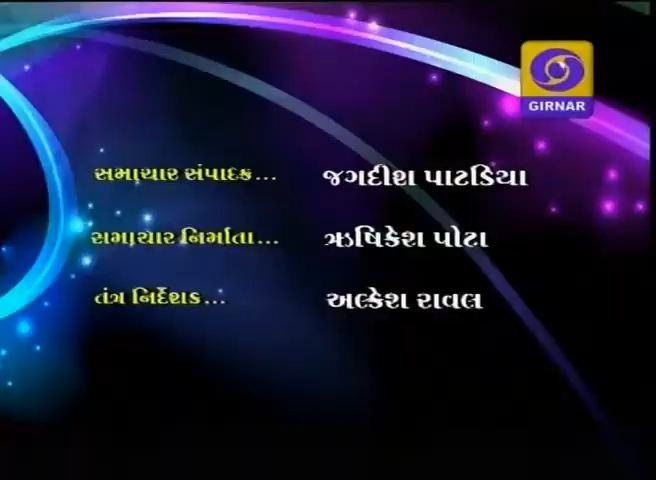 GIRNAR
સમાચાર સંપાદક... જગદીશ પાટડિયા
સમાચાર નિર્માતા... ઋષિકેશ પોટા
તંત્ર નિર્દેશક... અલ્કેશ રાવલ